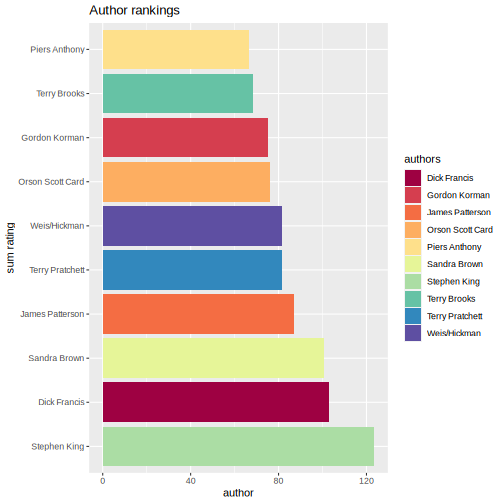 Author rankings
Piers Anthony
Terry Brooks
Gordon Korman
Orson Scott Card
Weis/Hickman
Terry Pratchett
James Patterson
Sandra Brown
Dick Francis
Stephen King
sum rating
0
40
80
120
author
authors
Dick Francis
Gordon Korman
James Patterson
Orson Scott Card
Piers Anthony
Sandra Brown
Stephen King
Terry Brooks
Terry Pratchett
Weis/Hickman